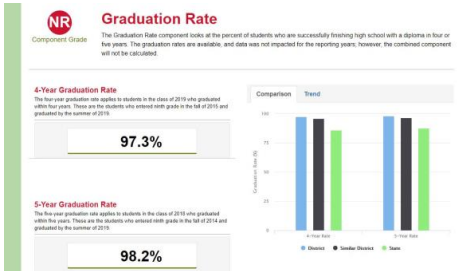 NR
Component Grade
Graduation Rate
The Graduation Rate component looks at the percent of students who are successfully finishing high school with a diploma in four or
five years. The graduation rates are available, and data was not impacted for the reporting years; however, the combined component
will not be calculated.
4-Year Graduation Rate
The four-year graduation rate applies to students in the class of 2019 who graduated
within four years. These are the students who entered ninth grade in the fall of 2015 and
graduated by the summer of 2019.
97.3%
5-Year Graduation Rate
The five-year graduation rate applies to students in the class of 2018 who graduated
within five years. These are the students who entered ninth grade in the fall of 2014 and
graduated by the summer of 2019.
98.2%
Comparison Trend
Graduation Rate (%)
100
75
50
25
0
4-Year Rate 5-Year Rate
District Similar District State